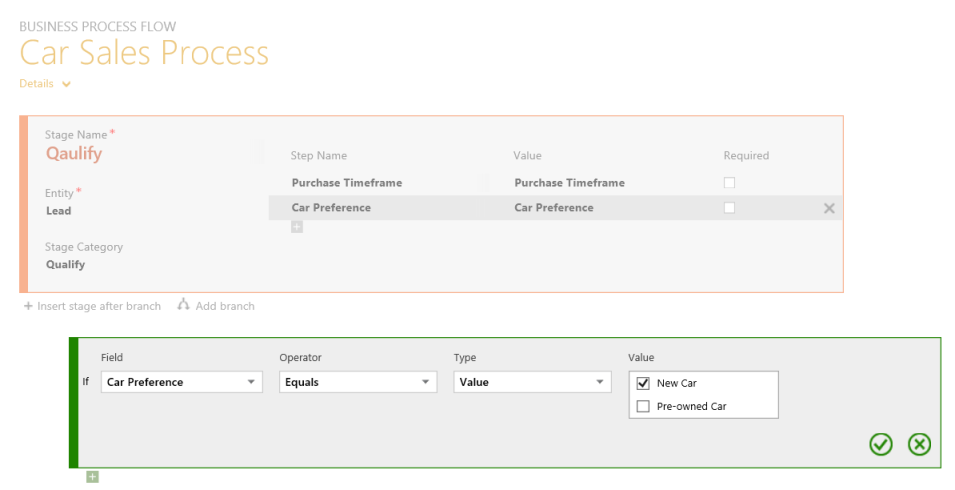 BUSINESS PROCESS FLOW
Car Sales Process
Details
Stage Name *
Qaulify
Step Name Value Required
Purchase Timeframe Purchase Timeframe
Entity *
Lead
Car Preference Car Preference
Stage Category
Qualify
+ Insert stage after branch Add branch
Field Operator Type Value
If Car Preference Equals Value New Car
Pre-owned Car